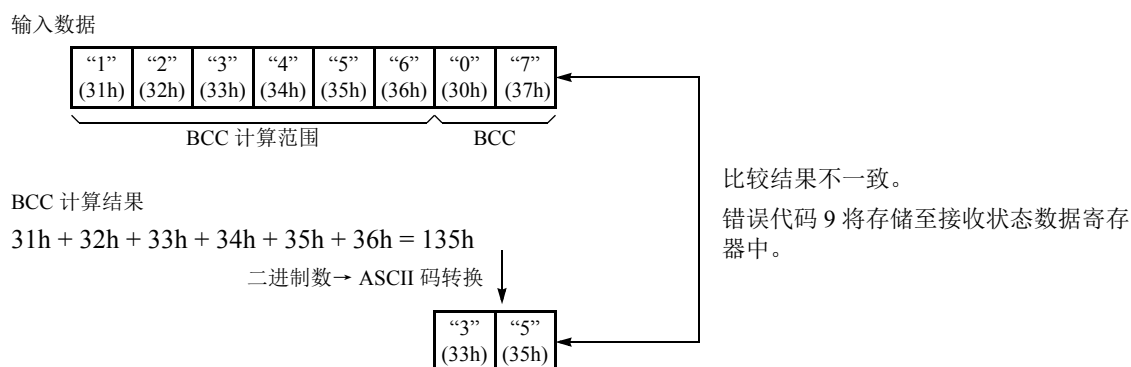 输入数据
“1” “2” “3” “4” “5” “6” “0” “7”
(31h) (32h) (33h) (34h) (35h) (36h) (30h) (37h)
BCC 计算范围 BCC
比较结果不一致。
错误代码 9 将存储至接收状态数据寄存
器中。
BCC 计算结果
31h + 32h + 33h + 34h + 35h + 36h = 135h
二进制数→ ASCII 码转换
“3” “5”
(33h) (35h)